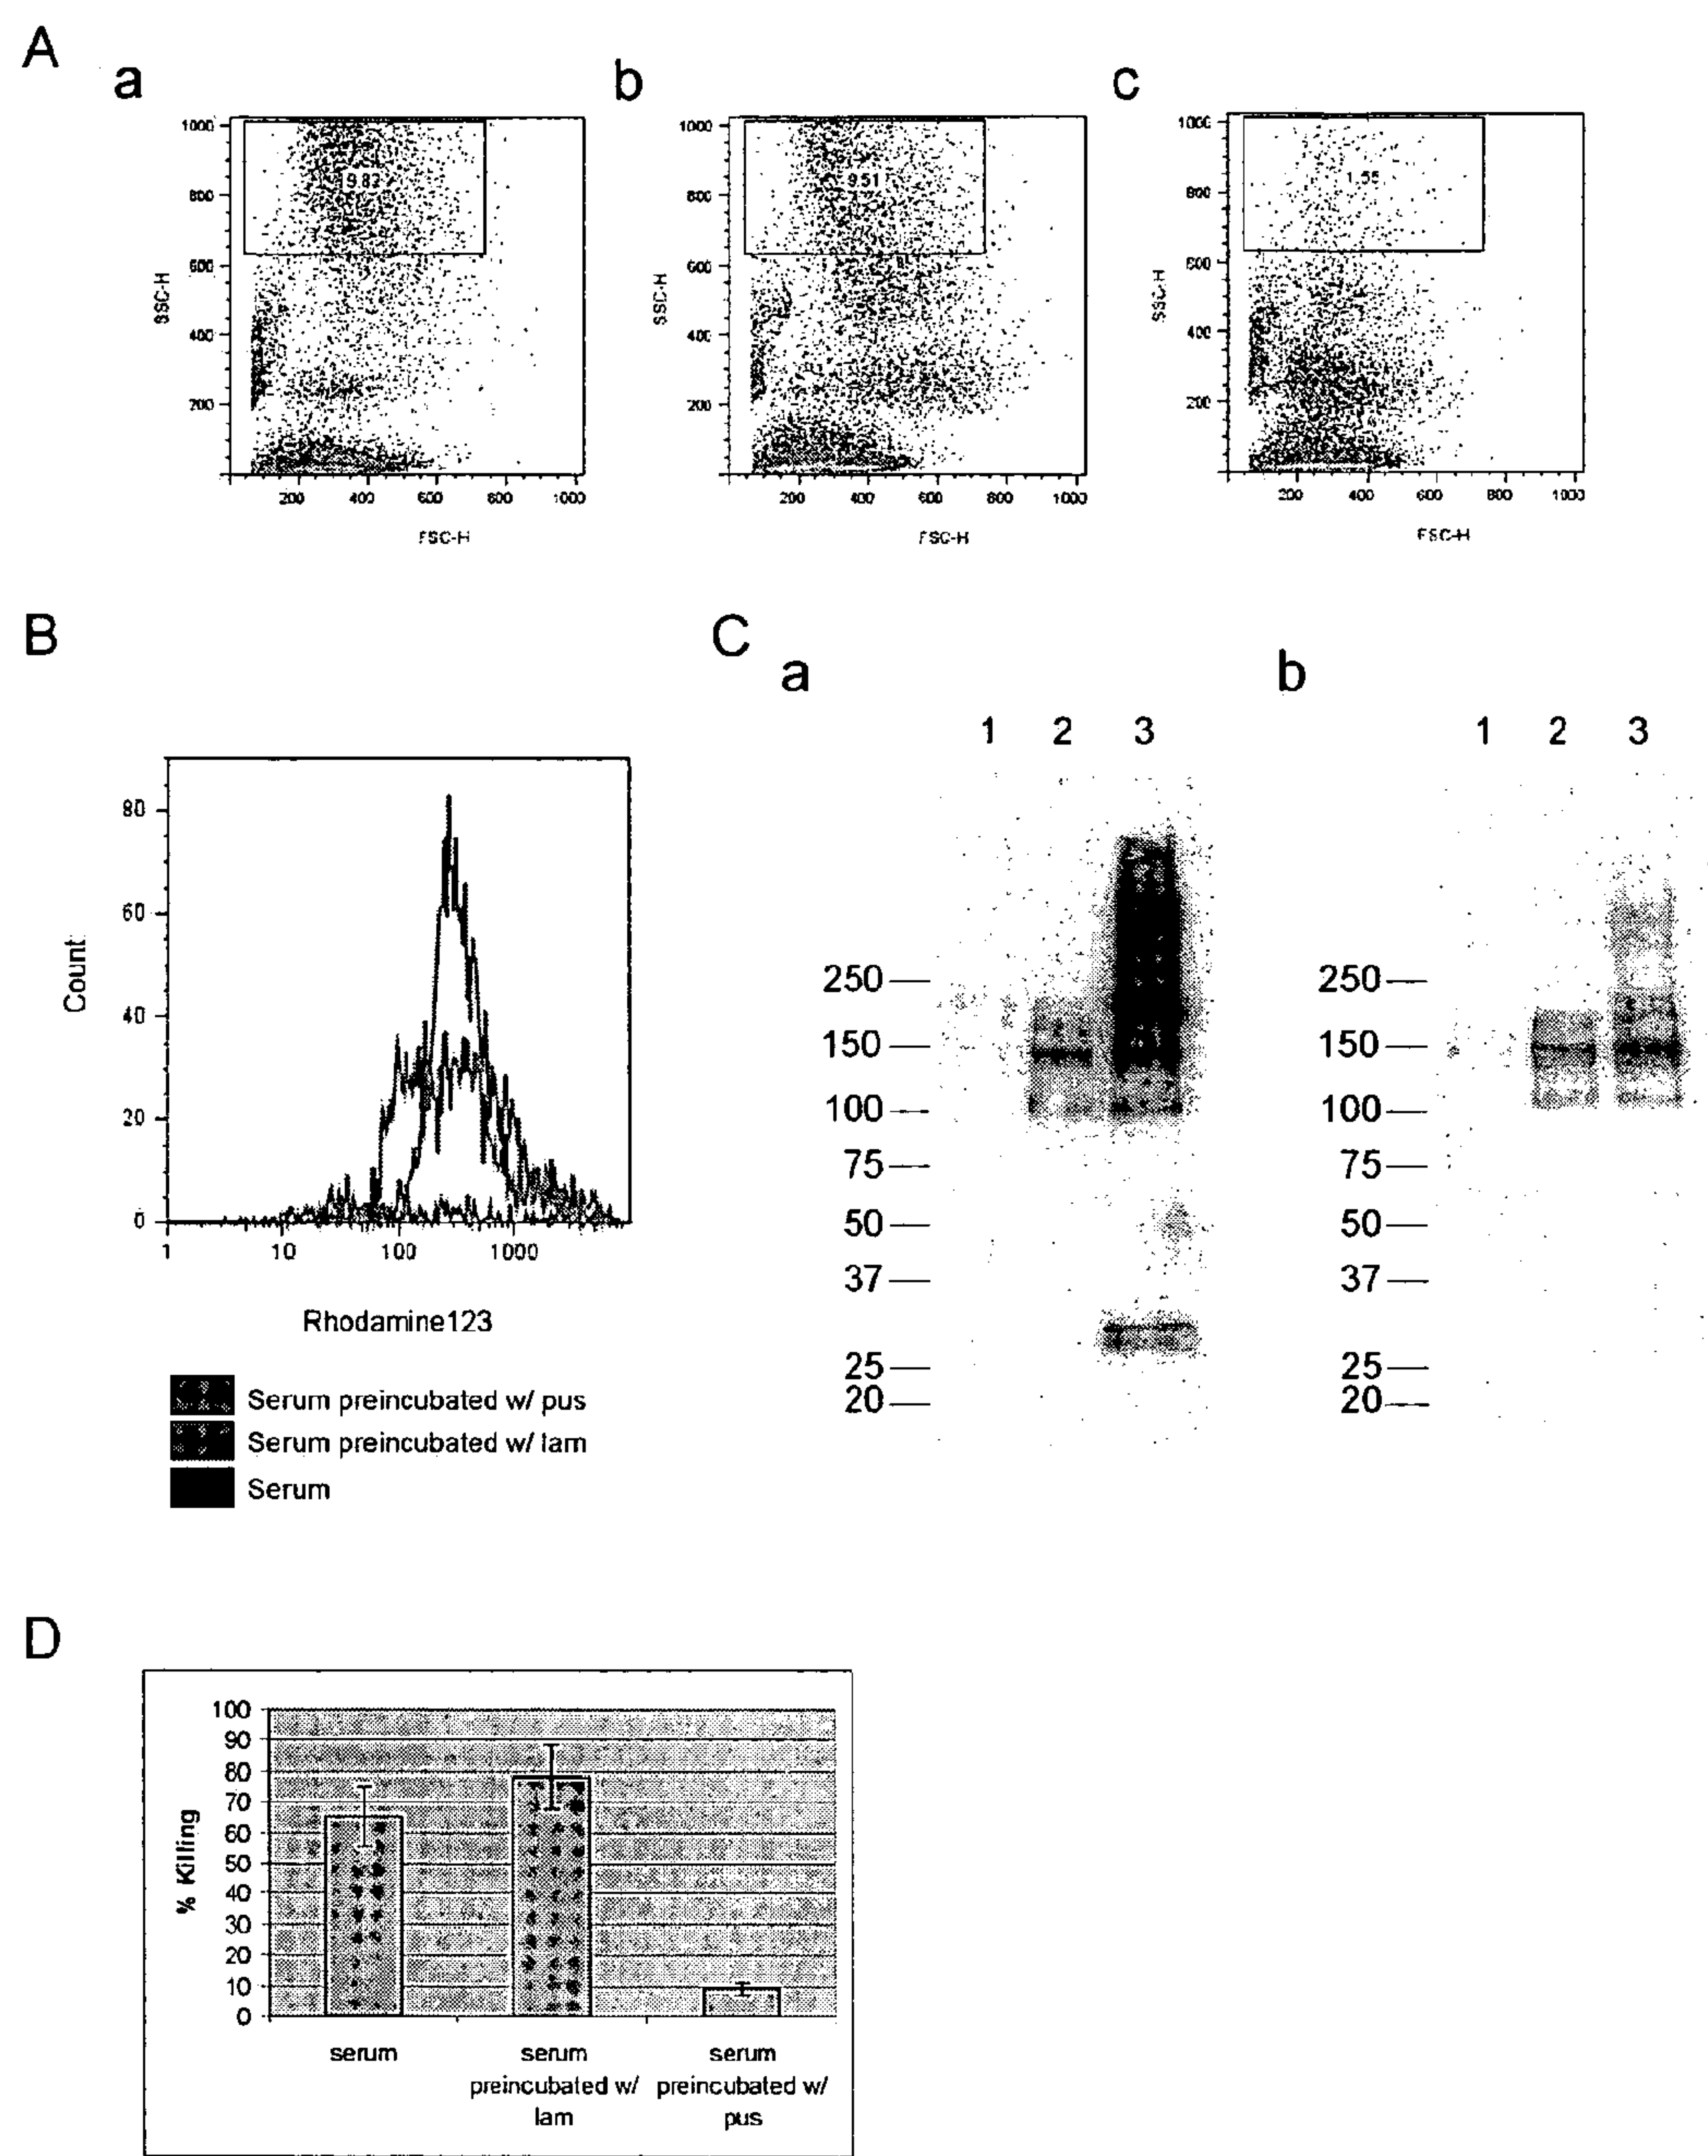 A
a
b
c
1000
800
600
400
200
SSC-H
9.82
200 400 600 800 1000
FSC-H
1000
800
600
400
200
SSC-H
9.51
200 400 600 800 1000
FSC-H
1000
800
600
400
200
SSC-H
1.55
200 400 600 800 1000
FSC-H
B
80
60
40
20
0
Count
1 10 100 1000
Rhodamine123
Serum preincubated w/ pus
Serum preincubated w/ lam
Serum
C
a
1 2 3
250
150
100
75
50
37
25
20
b
1 2 3
250
150
100
75
50
37
25
20
D
100
90
80
70
60
50
40
30
20
10
0
% Killing
serum
serum
preincubated w/
lam
serum
preincubated w/
pus